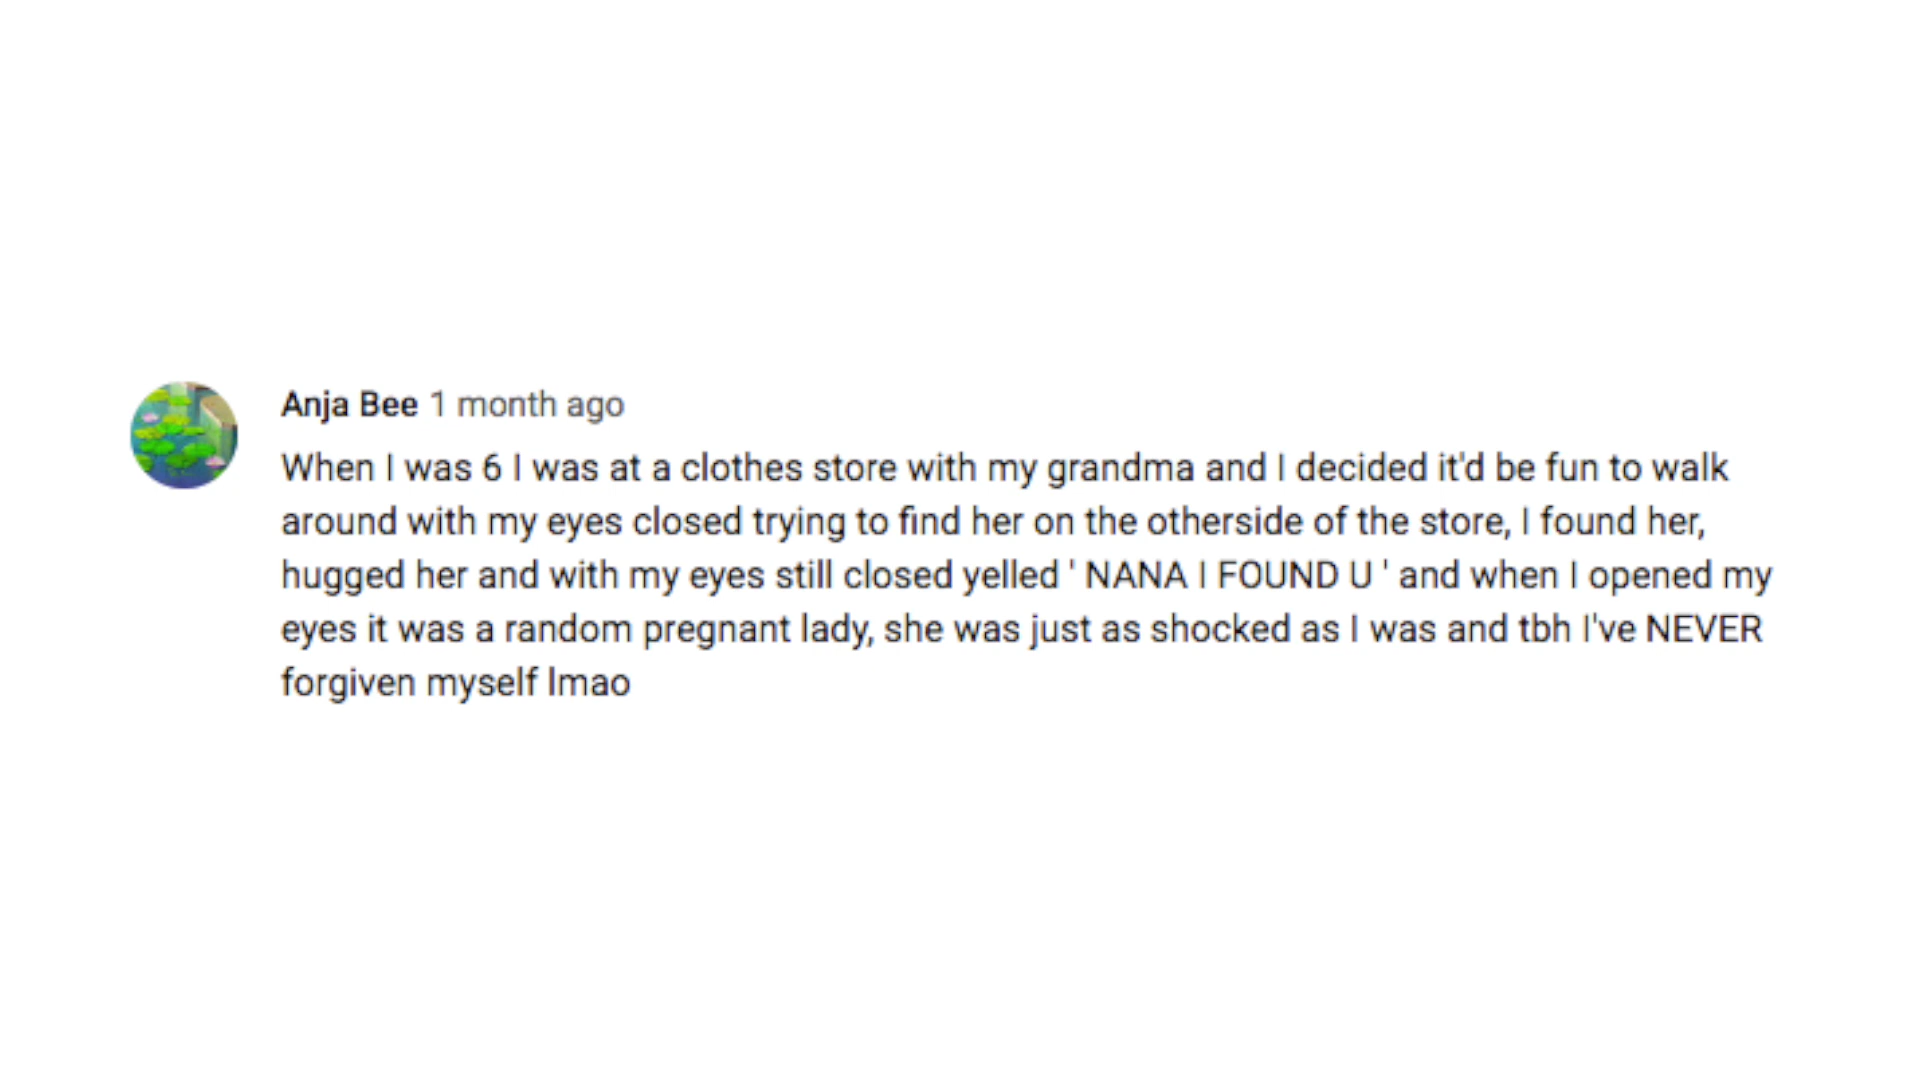 Anja Bee 1 month ago
When I was 6 I was at a clothes store with my grandma and I decided it'd be fun to walk
around with my eyes closed trying to find her on the otherside of the store, I found her,
hugged her and with my eyes still closed yelled ' NANA I FOUND U ' and when I opened my
eyes it was a random pregnant lady, she was just as shocked as I was and tbh I've NEVER
forgiven myself lmao